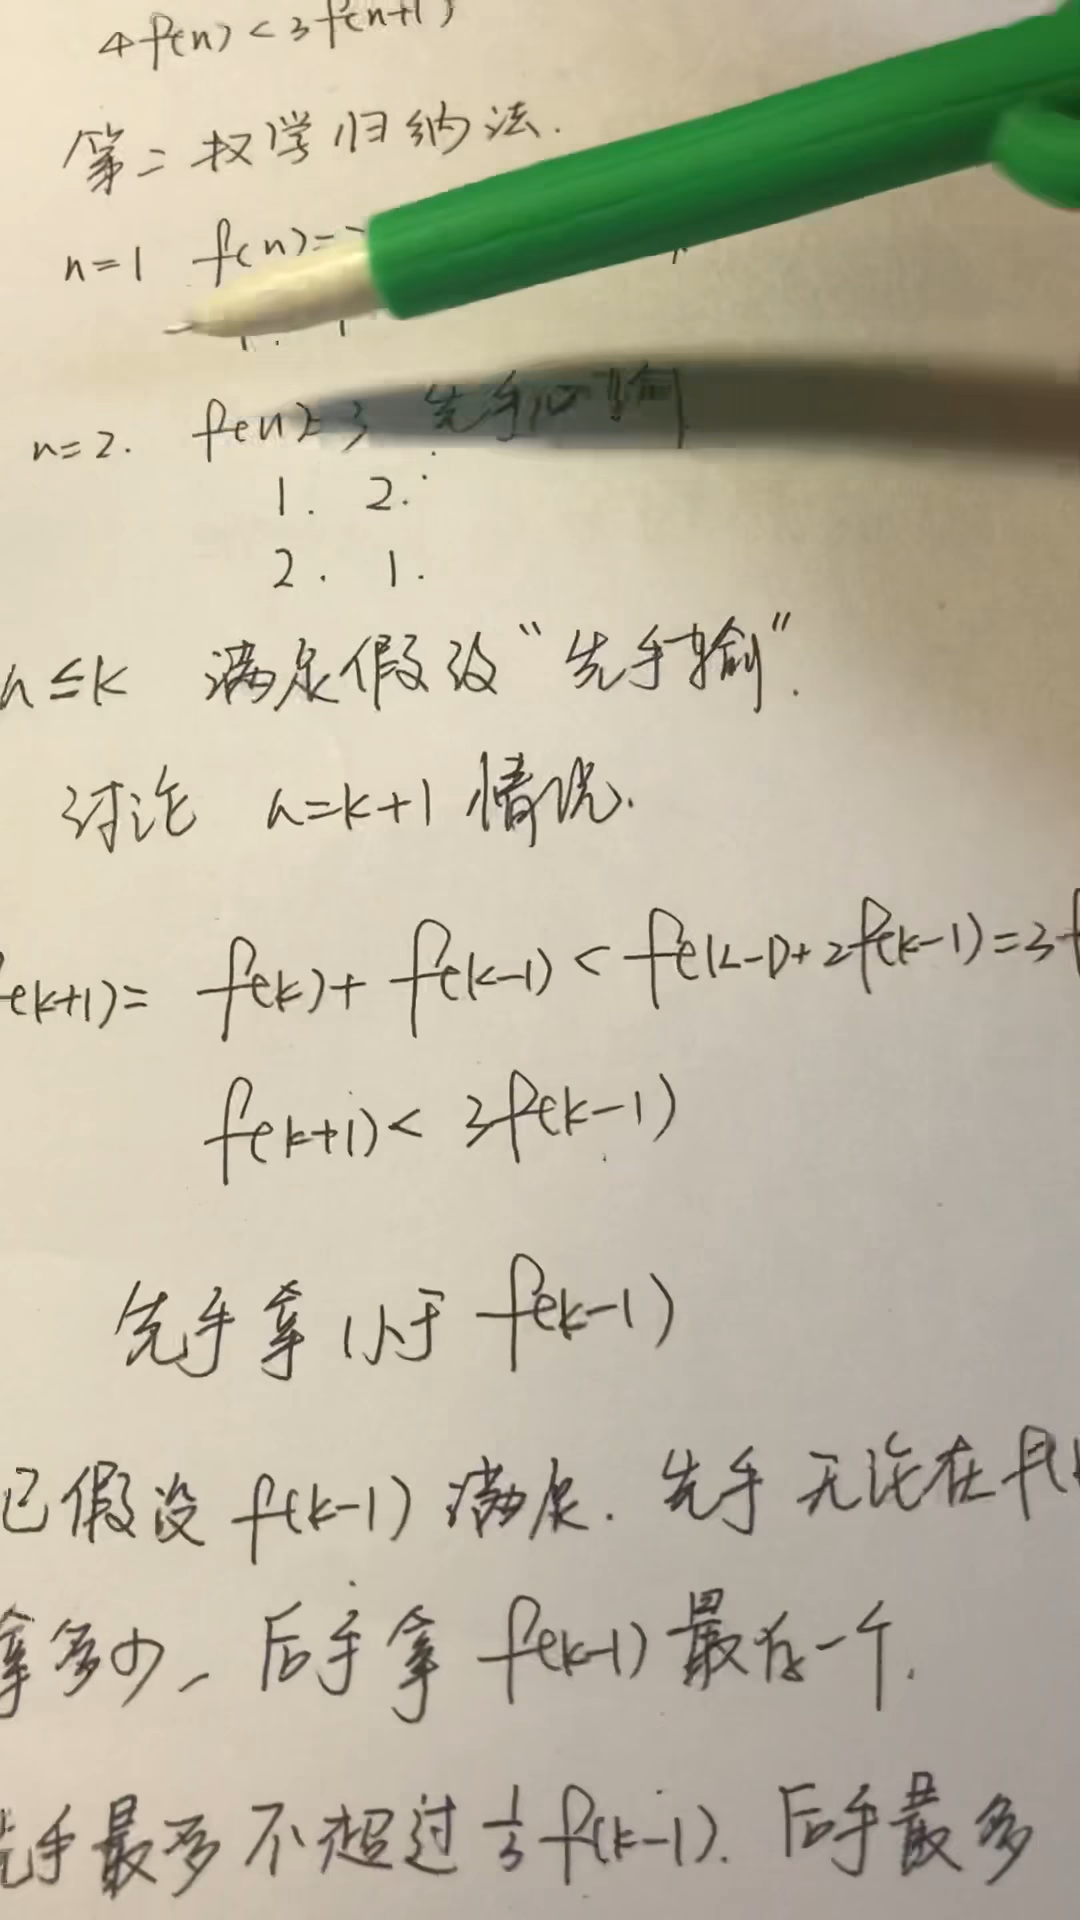 4f(n)<3f(n+1)
第二数学归纳法.
n=1 f(n)=
n=2. f(n)=3 先手必输
1. 2.
2. 1.
n≤k 满足假设“先手输”.
讨论 n=k+1 情况.
f(k+1)= f(k)+ f(k-1) < f(k-1)+2f(k-1)=3f
f(k+1)< 3f(k-1)
先手拿小于 f(k-1)
已假设 f(k-1) 满足. 先手无论在 f(k
拿多少, 后手拿 f(k-1) 最后一个.
先手最多不超过 1/3 f(k-1). 后手最多